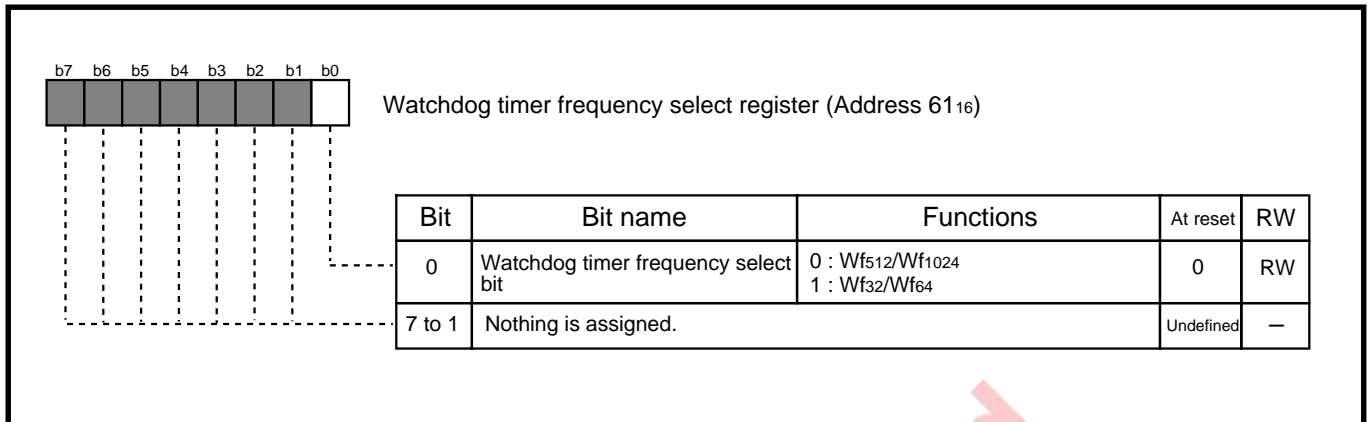 b7 b6 b5 b4 b3 b2 b1 b0
Watchdog timer frequency select register (Address 61₁₆)
Bit Bit name Functions At reset RW
0 Watchdog timer frequency select bit 0 : Wf₅₁₂/Wf₁₀₂₄ 0 RW
1 : Wf₃₂/Wf₆₄
7 to 1 Nothing is assigned. Undefined –